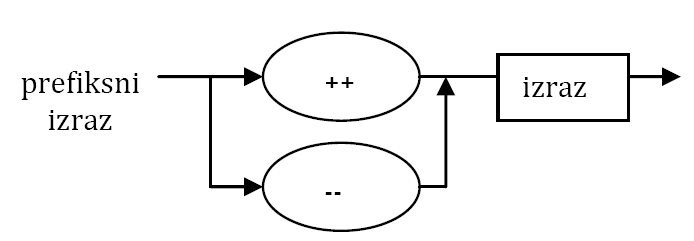 prefiksni
izraz
++
izraz
--